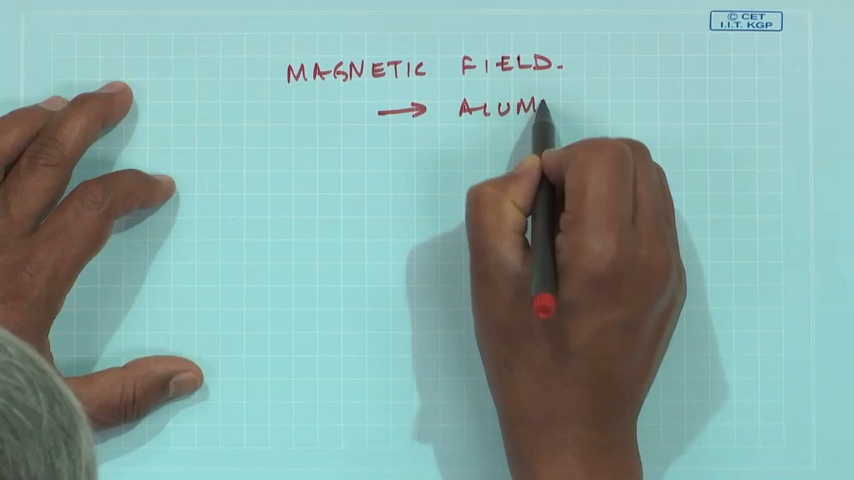 © CET
I.I.T. KGP
MAGNETIC FIELD.
→ ALUM